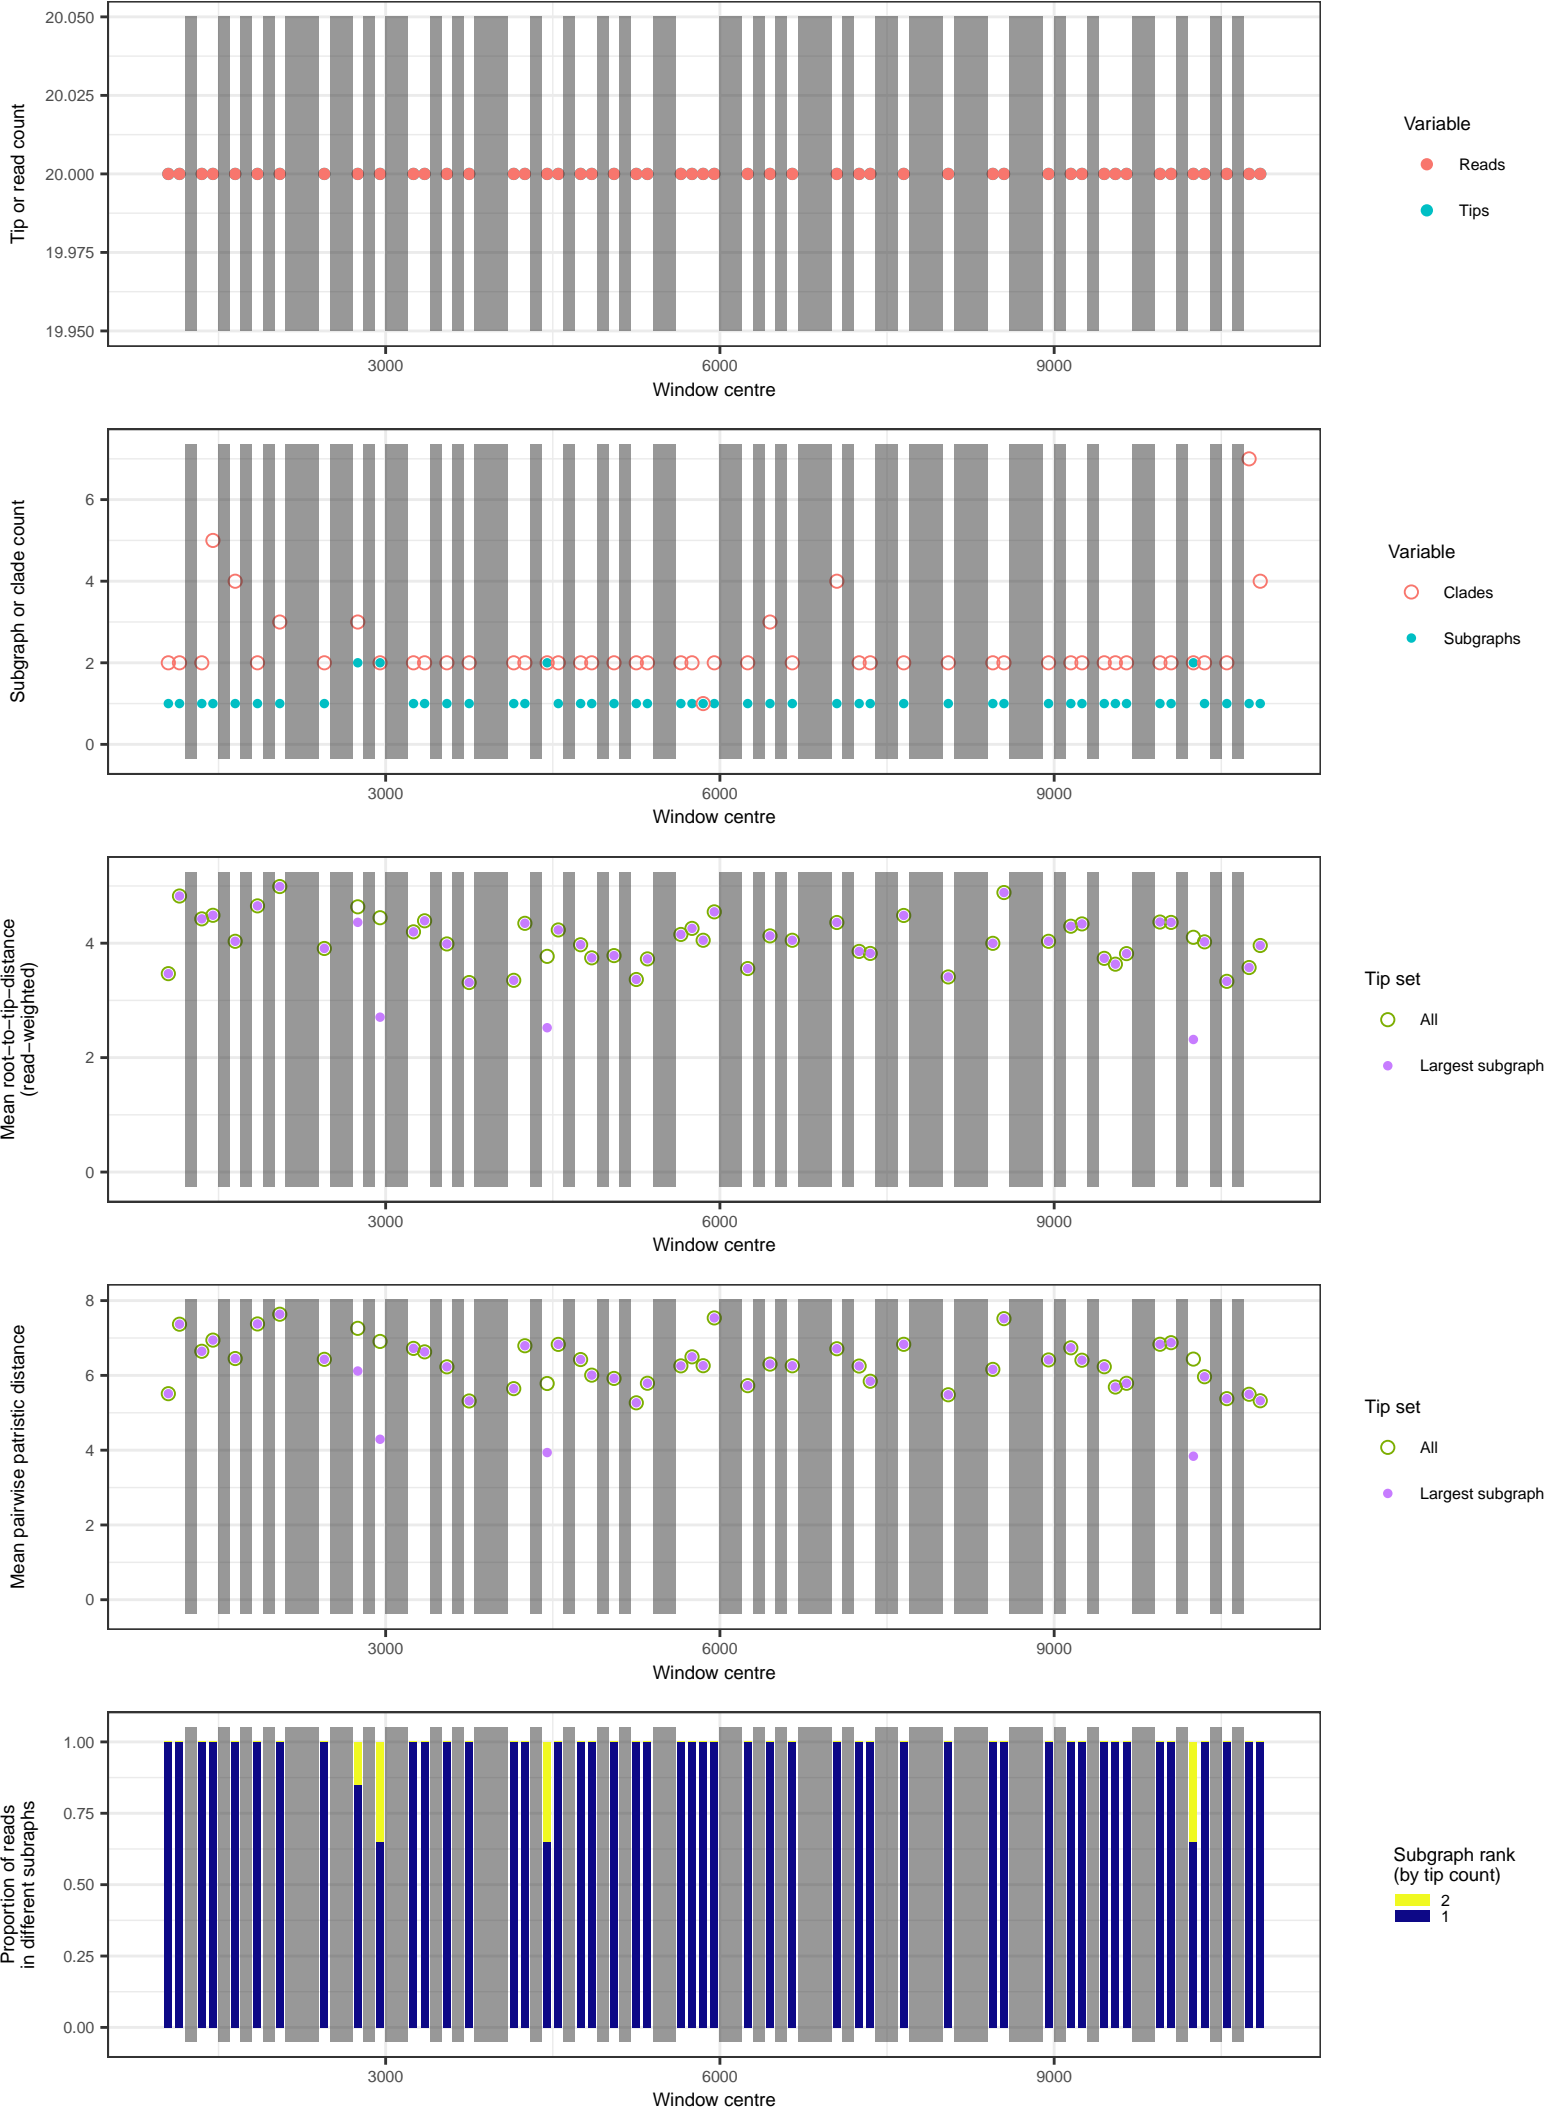 20.050
20.025
20.000
19.975
19.950
Tip or read count
3000
6000
9000
Window centre
Variable
Reads
Tips
6
4
2
0
Subgraph or clade count
3000
6000
9000
Window centre
Variable
Clades
Subgraphs
4
2
0
Mean root−to−tip−distance
(read−weighted)
3000
6000
9000
Window centre
Tip set
All
Largest subgraph
8
6
4
2
0
Mean pairwise patristic distance
3000
6000
9000
Window centre
Tip set
All
Largest subgraph
1.00
0.75
0.50
0.25
0.00
Proportion of reads
in different subraphs
3000
6000
9000
Window centre
Subgraph rank
(by tip count)
2
1